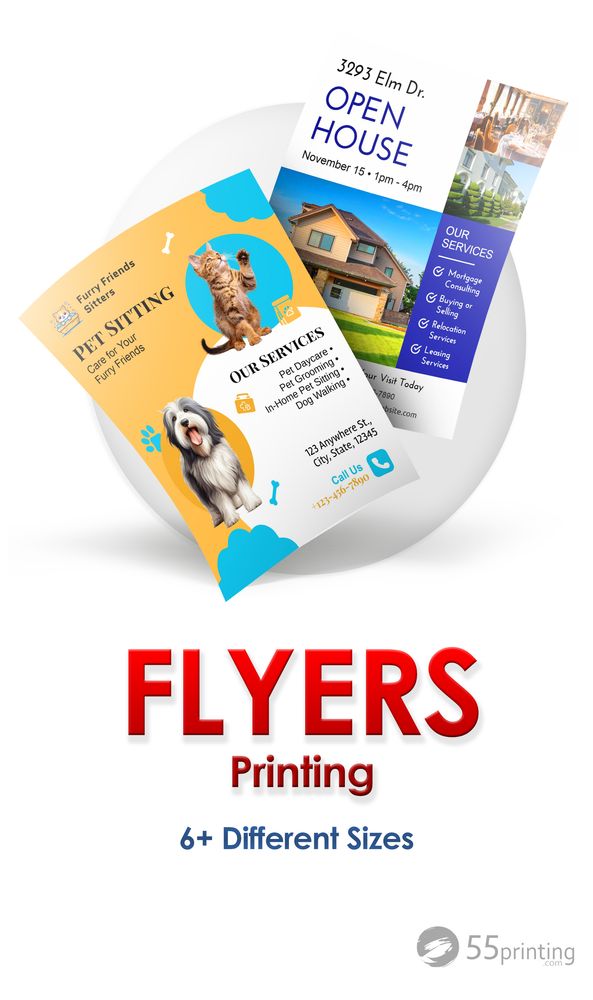 3293 Elm Dr.
OPEN
HOUSE
November 15 • 1pm - 4pm
OUR
SERVICES
Mortgage
Consulting
Buying or
Selling
Relocation
Services
Leasing
Services
Your Visit Today
Furry Friends
Sitters
PET SITTING
Care for Your
Furry Friends
OUR SERVICES
Pet Daycare •
Pet Grooming •
In-Home Pet Sitting •
Dog Walking •
123 Anywhere St.,
City, State, 12345
Call Us
+123-456-7890
FLYERS
Printing
6+ Different Sizes
55printing
.com